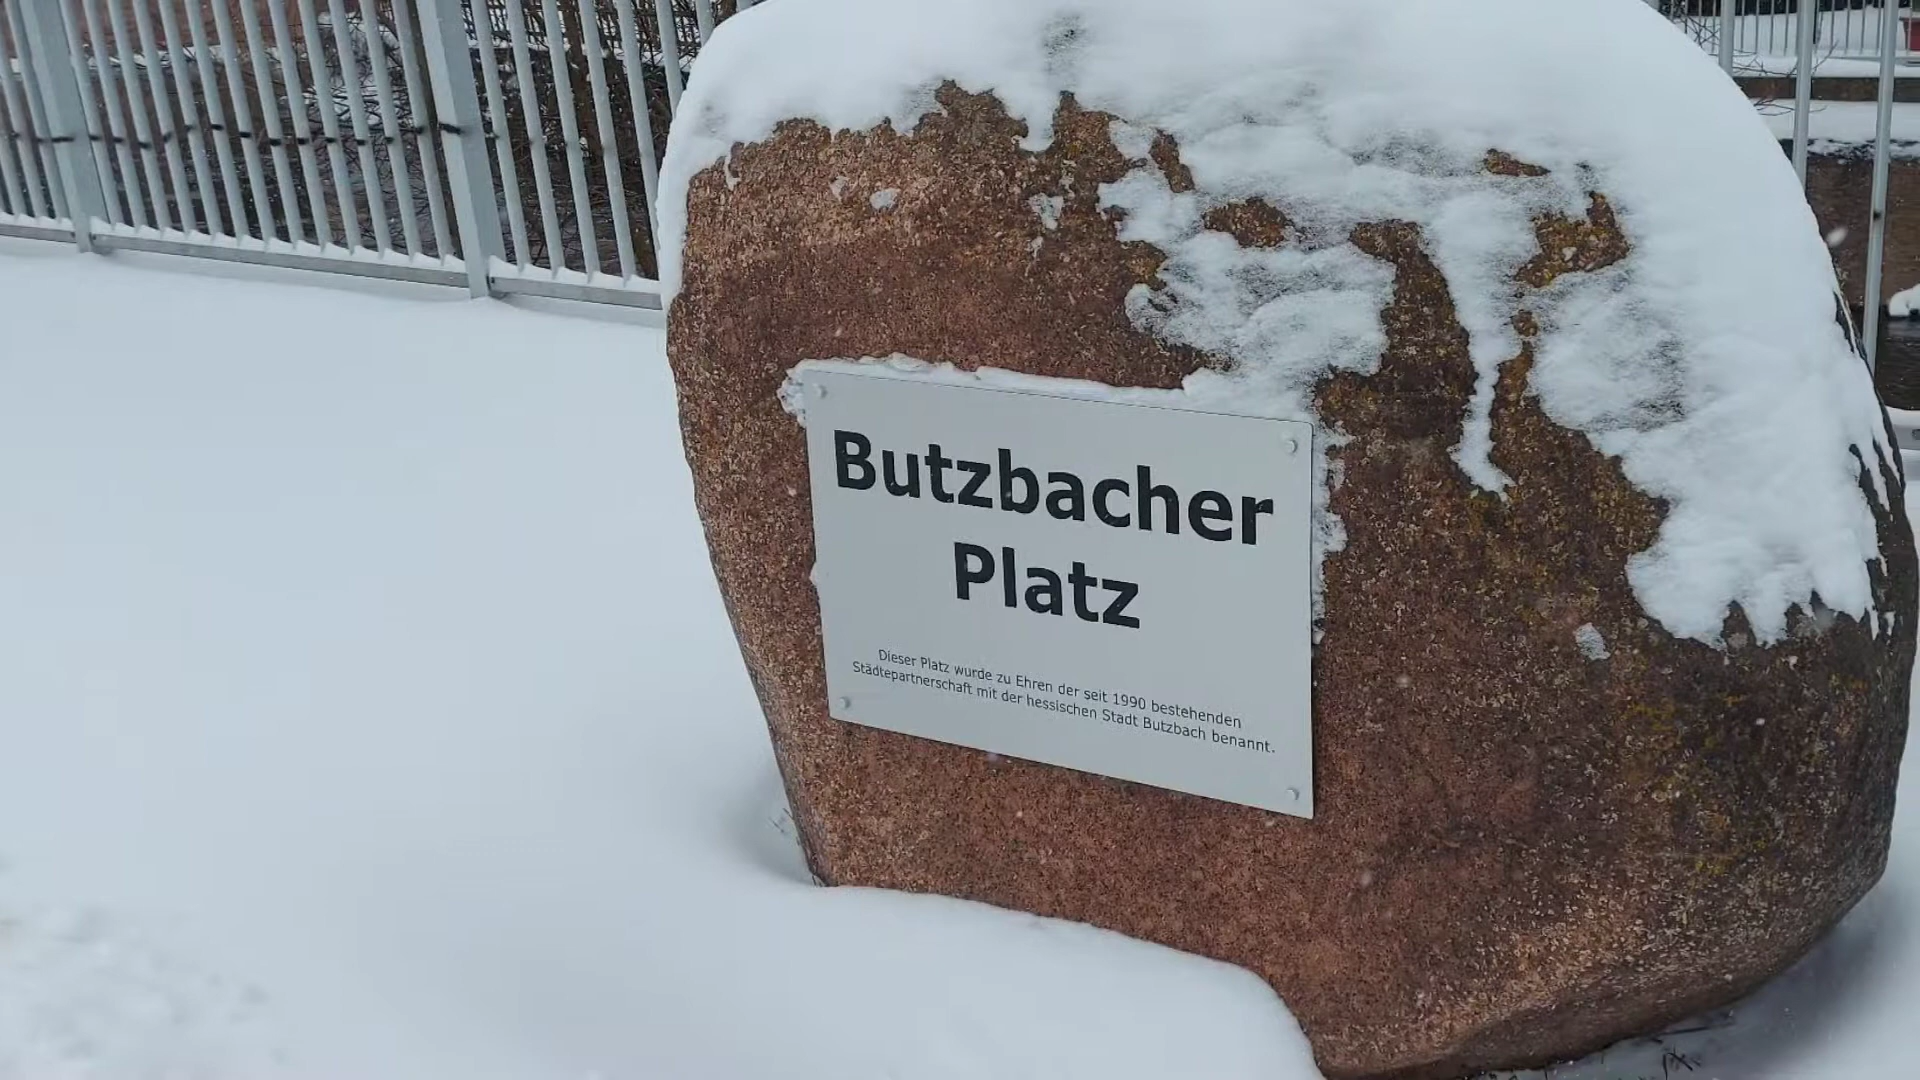 Butzbacher
Platz
Dieser Platz wurde zu Ehren der seit 1990 bestehenden
Städtepartnerschaft mit der hessischen Stadt Butzbach benannt.